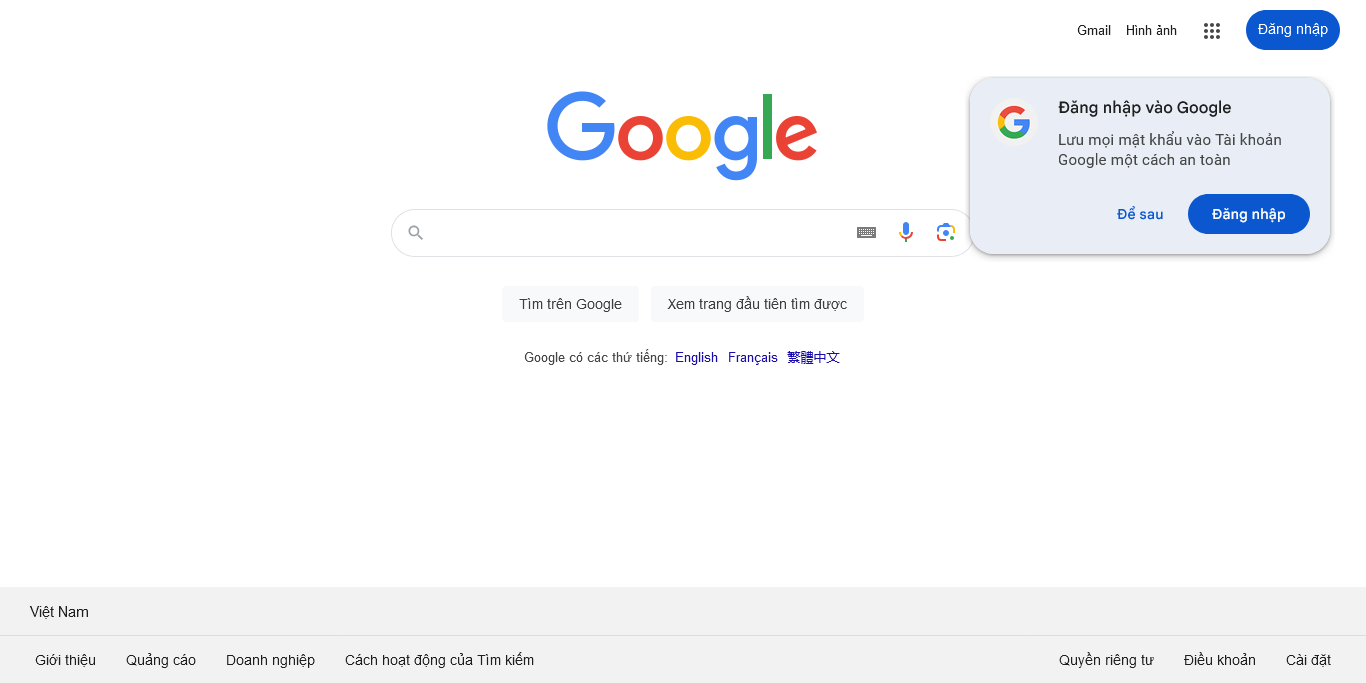 Gmail Hình ảnh Đăng nhập
Google
Đăng nhập vào Google
Lưu mọi mật khẩu vào Tài khoản
Google một cách an toàn
Để sau Đăng nhập
Tìm trên Google Xem trang đầu tiên tìm được
Google có các thứ tiếng: English Français 繁體中文
Việt Nam
Giới thiệu Quảng cáo Doanh nghiệp Cách hoạt động của Tìm kiếm Quyền riêng tư Điều khoản Cài đặt